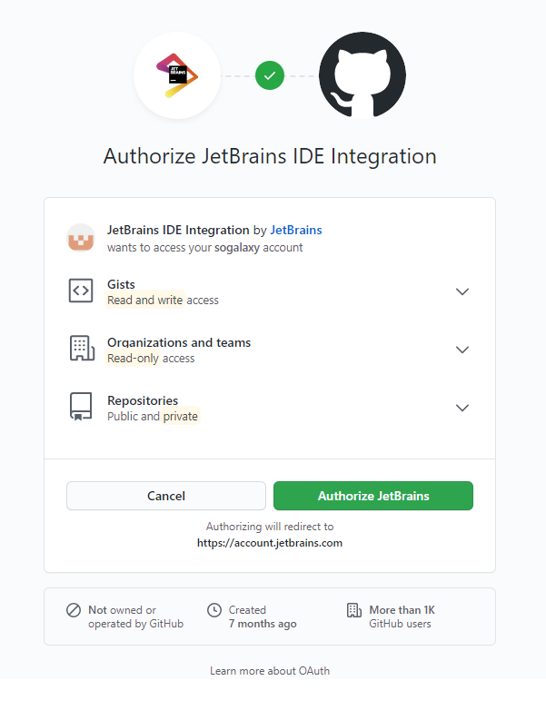 JET
BRAINS
Authorize JetBrains IDE Integration
JetBrains IDE Integration by JetBrains
wants to access your sogalaxy account
Gists
Read and write access
Organizations and teams
Read-only access
Repositories
Public and private
Cancel
Authorize JetBrains
Authorizing will redirect to
https://account.jetbrains.com
Not owned or
operated by GitHub
Created
7 months ago
More than 1K
GitHub users
Learn more about OAuth